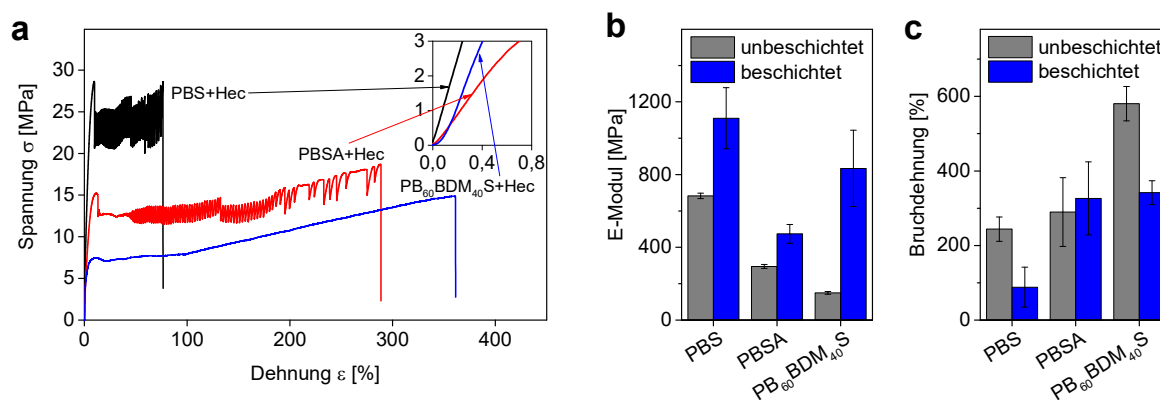 a
Spannung σ [MPa]
35
30
25
20
15
10
5
0
0
100
200
300
400
Dehnung ε [%]
PBS+Hec
PBSA+Hec
PB60BDM40S+Hec
3
2
1
0
0,0
0,4
0,8
b
unbeschichtet
beschichtet
E-Modul [MPa]
1200
800
400
0
PBS
PBSA
PB60BDM40S
c
unbeschichtet
beschichtet
Bruchdehnung [%]
600
400
200
0
PBS
PBSA
PB60BDM40S